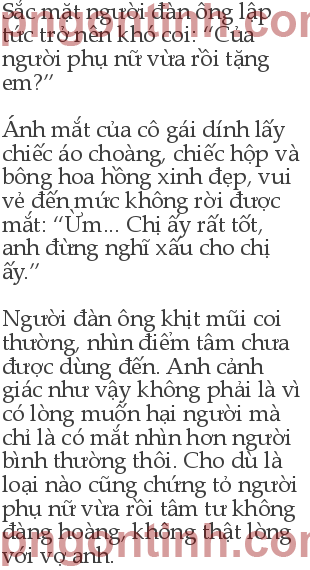 pngontinh.com
Sắc mặt người đàn ông lập
tức trở nên khó coi: “Của
người phụ nữ vừa rồi tặng
em?”
Ánh mắt của cô gái dính lấy
chiếc áo choàng, chiếc hộp và
bông hoa hồng xinh đẹp, vui
vẻ đến mức không rời được
mắt: “Ừm... Chị ấy rất tốt,
anh đừng nghĩ xấu cho chị
ấy.”
Người đàn ông khịt mũi coi
thường, nhìn điểm tâm chưa
được dùng đến. Anh cảnh
giác như vậy không phải là vì
có lòng muốn hại người mà
chỉ là có mắt nhìn hơn người
bình thường thôi. Cho dù là
loại nào cũng chứng tỏ người
phụ nữ vừa rồi tâm tư không
đàng hoàng, không thật lòng
với vợ anh.
pngontinh.com